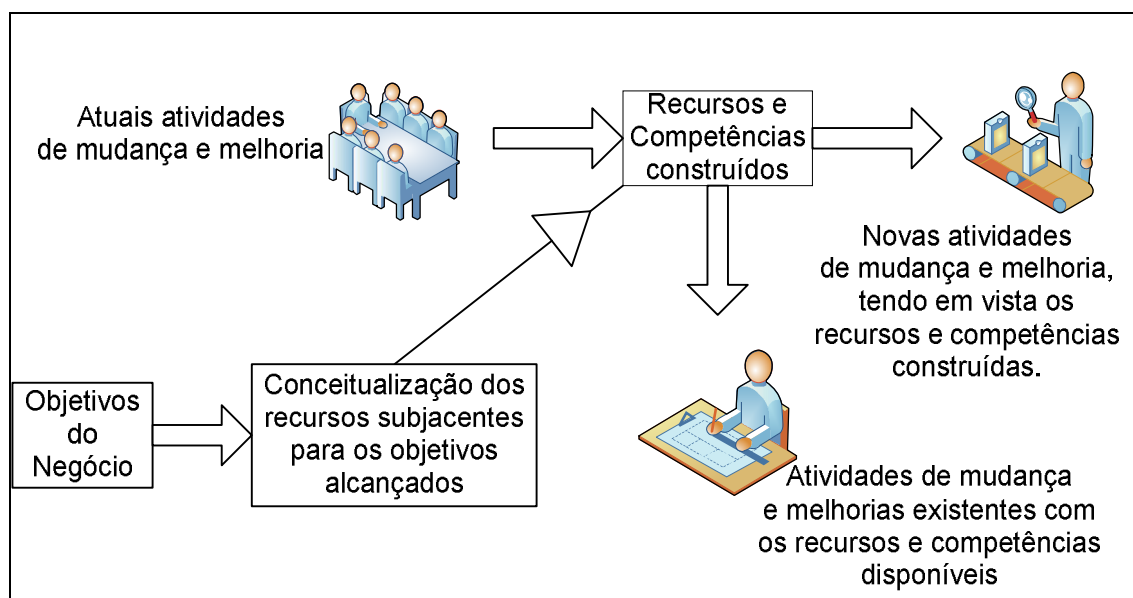 Atuais atividades
de mudança e melhoria
Recursos e
Competências
construídos
Novas atividades
de mudança e melhoria,
tendo em vista os
recursos e competências
construídas.
Objetivos
do
Negócio
Conceitualização dos
recursos subjacentes
para os objetivos
alcançados
Atividades de mudança
e melhorias existentes com
os recursos e competências
disponíveis